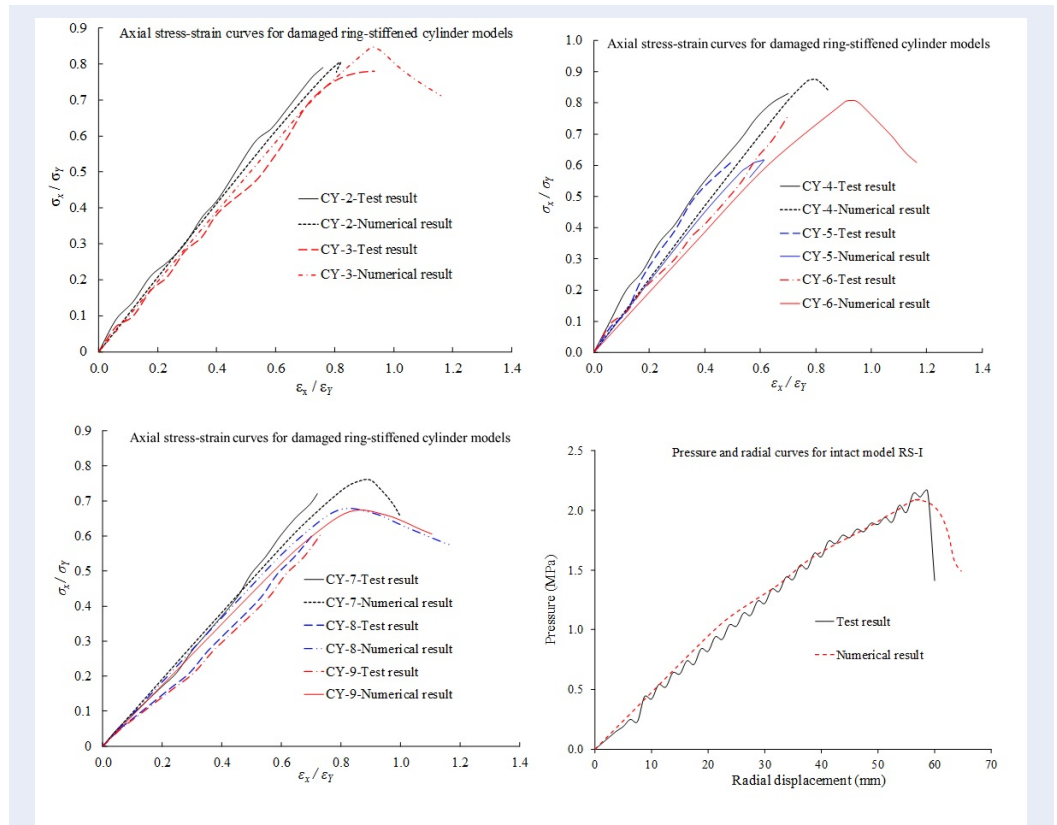 Axial stress-strain curves for damaged ring-stiffened cylinder models
0.9
0.8
0.7
0.6
0.5
0.4
0.3
0.2
0.1
0
σx / σY
CY-2-Test result
CY-2-Numerical result
CY-3-Test result
CY-3-Numerical result
0.0 0.2 0.4 0.6 0.8 1.0 1.2 1.4
εx / εY
Axial stress-strain curves for damaged ring-stiffened cylinder models
1.0
0.9
0.8
0.7
0.6
0.5
0.4
0.3
0.2
0.1
0.0
σx / σY
CY-4-Test result
CY-4-Numerical result
CY-5-Test result
CY-5-Numerical result
CY-6-Test result
CY-6-Numerical result
0.0 0.2 0.4 0.6 0.8 1.0 1.2 1.4
εx / εY
Axial stress-strain curves for damaged ring-stiffened cylinder models
0.9
0.8
0.7
0.6
0.5
0.4
0.3
0.2
0.1
0
σx / σY
CY-7-Test result
CY-7-Numerical result
CY-8-Test result
CY-8-Numerical result
CY-9-Test result
CY-9-Numerical result
0.0 0.2 0.4 0.6 0.8 1.0 1.2 1.4
εx / εY
Pressure and radial curves for intact model RS-I
2.5
2.0
1.5
1.0
0.5
0.0
Pressure (MPa)
Test result
Numerical result
0 10 20 30 40 50 60 70
Radial displacement (mm)